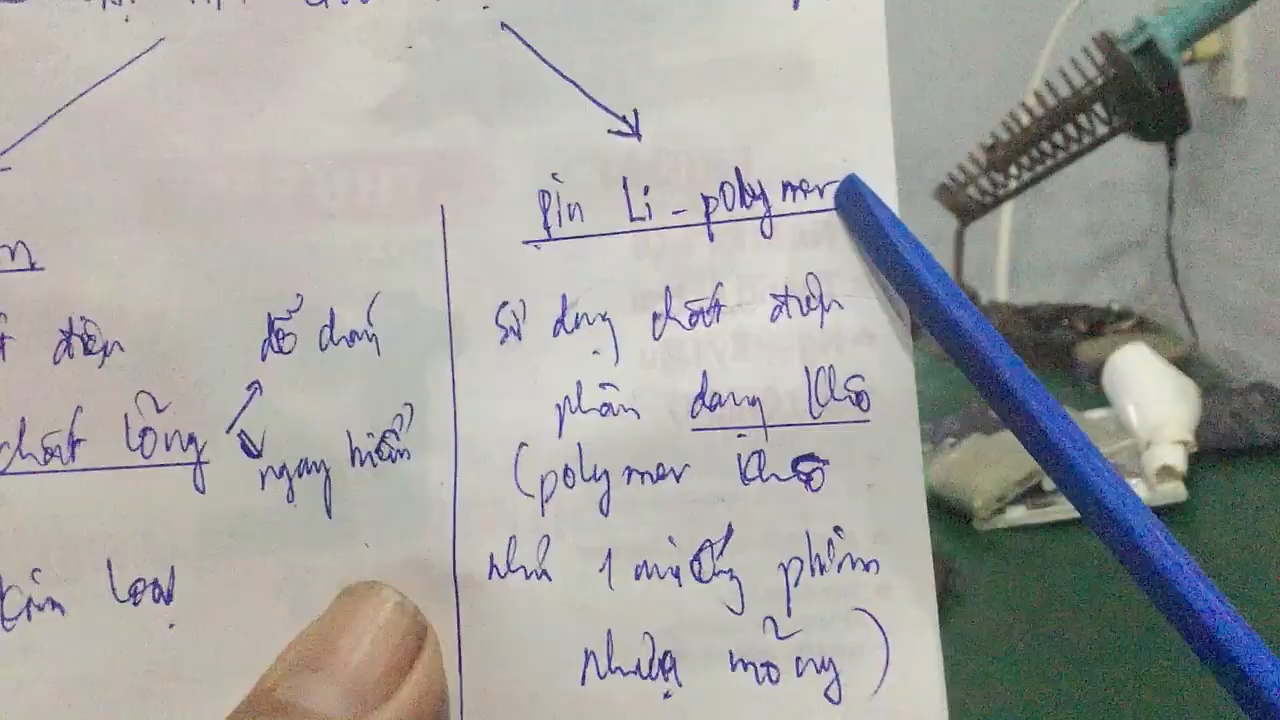 điện dễ cháy
chất lỏng nguy hiểm
kim loại
Pin Li-polymer
sử dụng chất điện
phân dạng khô
(polymer khô
như 1 miếng phim
nhựa mỏng)